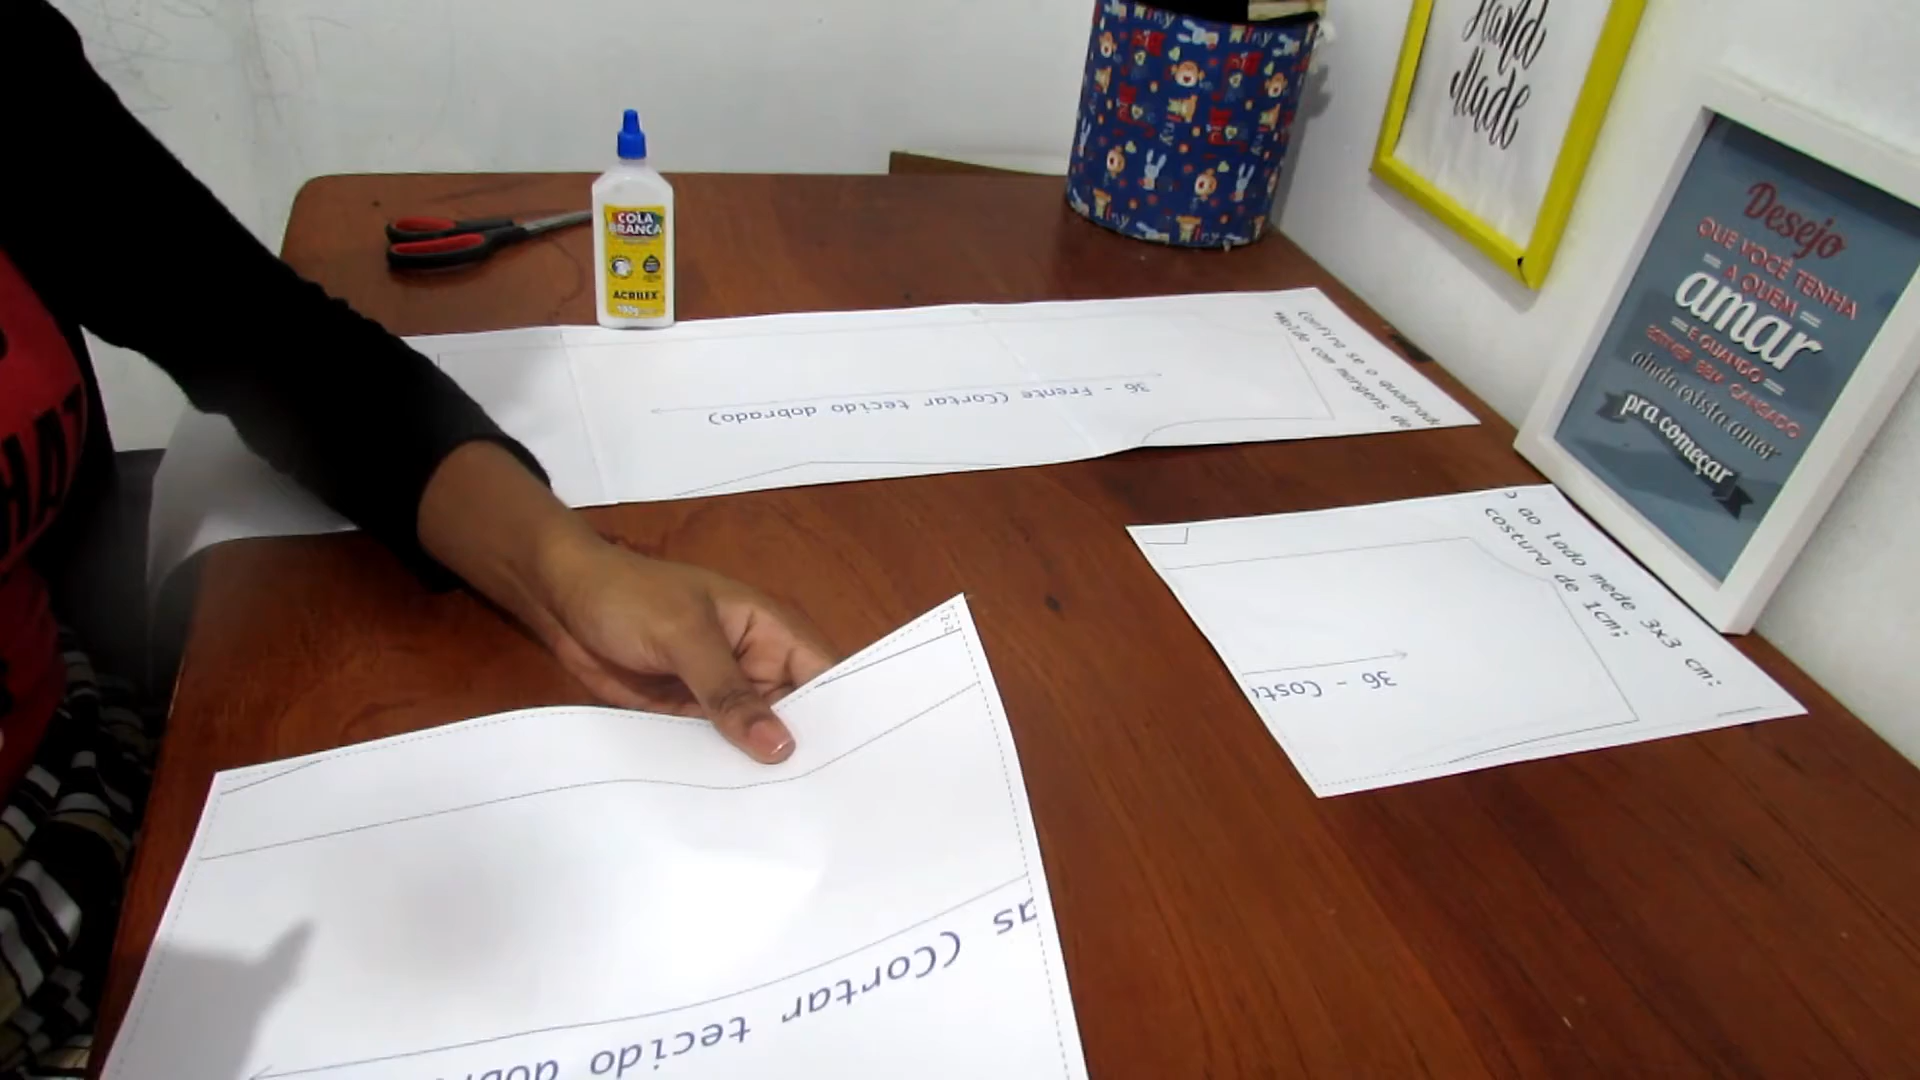 Hand
Made
Desejo
QUE VOCÊ TENHA
A QUEM
amar
E QUANDO
ESTIVER BEM CANSADO
ainda exista amor
pra começar
COLA
BRANCA
ACRILEX
100g
Confira se o quadrado
molde com margens de
36 - Frente (Cortar tecido dobrado)
o ao lado mede 3x3 cm;
costura de 1cm;
36 - Cost
as (Cortar tecido